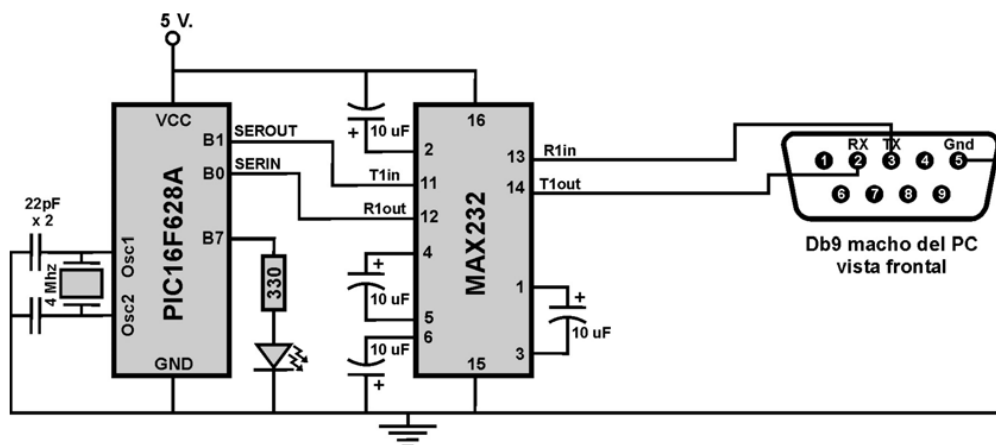 5 V.
VCC
PIC16F628A
B1
SEROUT
B0
SERIN
B7
22pF
x 2
Osc1
4 Mhz
Osc2
330
GND
10 uF
+
16
2
T1in
11
R1out
12
4
+
10 uF
5
6
10 uF
+
MAX232
13
R1in
14
T1out
1
+
10 uF
3
15
RX
TX
Gnd
1
2
3
4
5
6
7
8
9
Db9 macho del PC
vista frontal